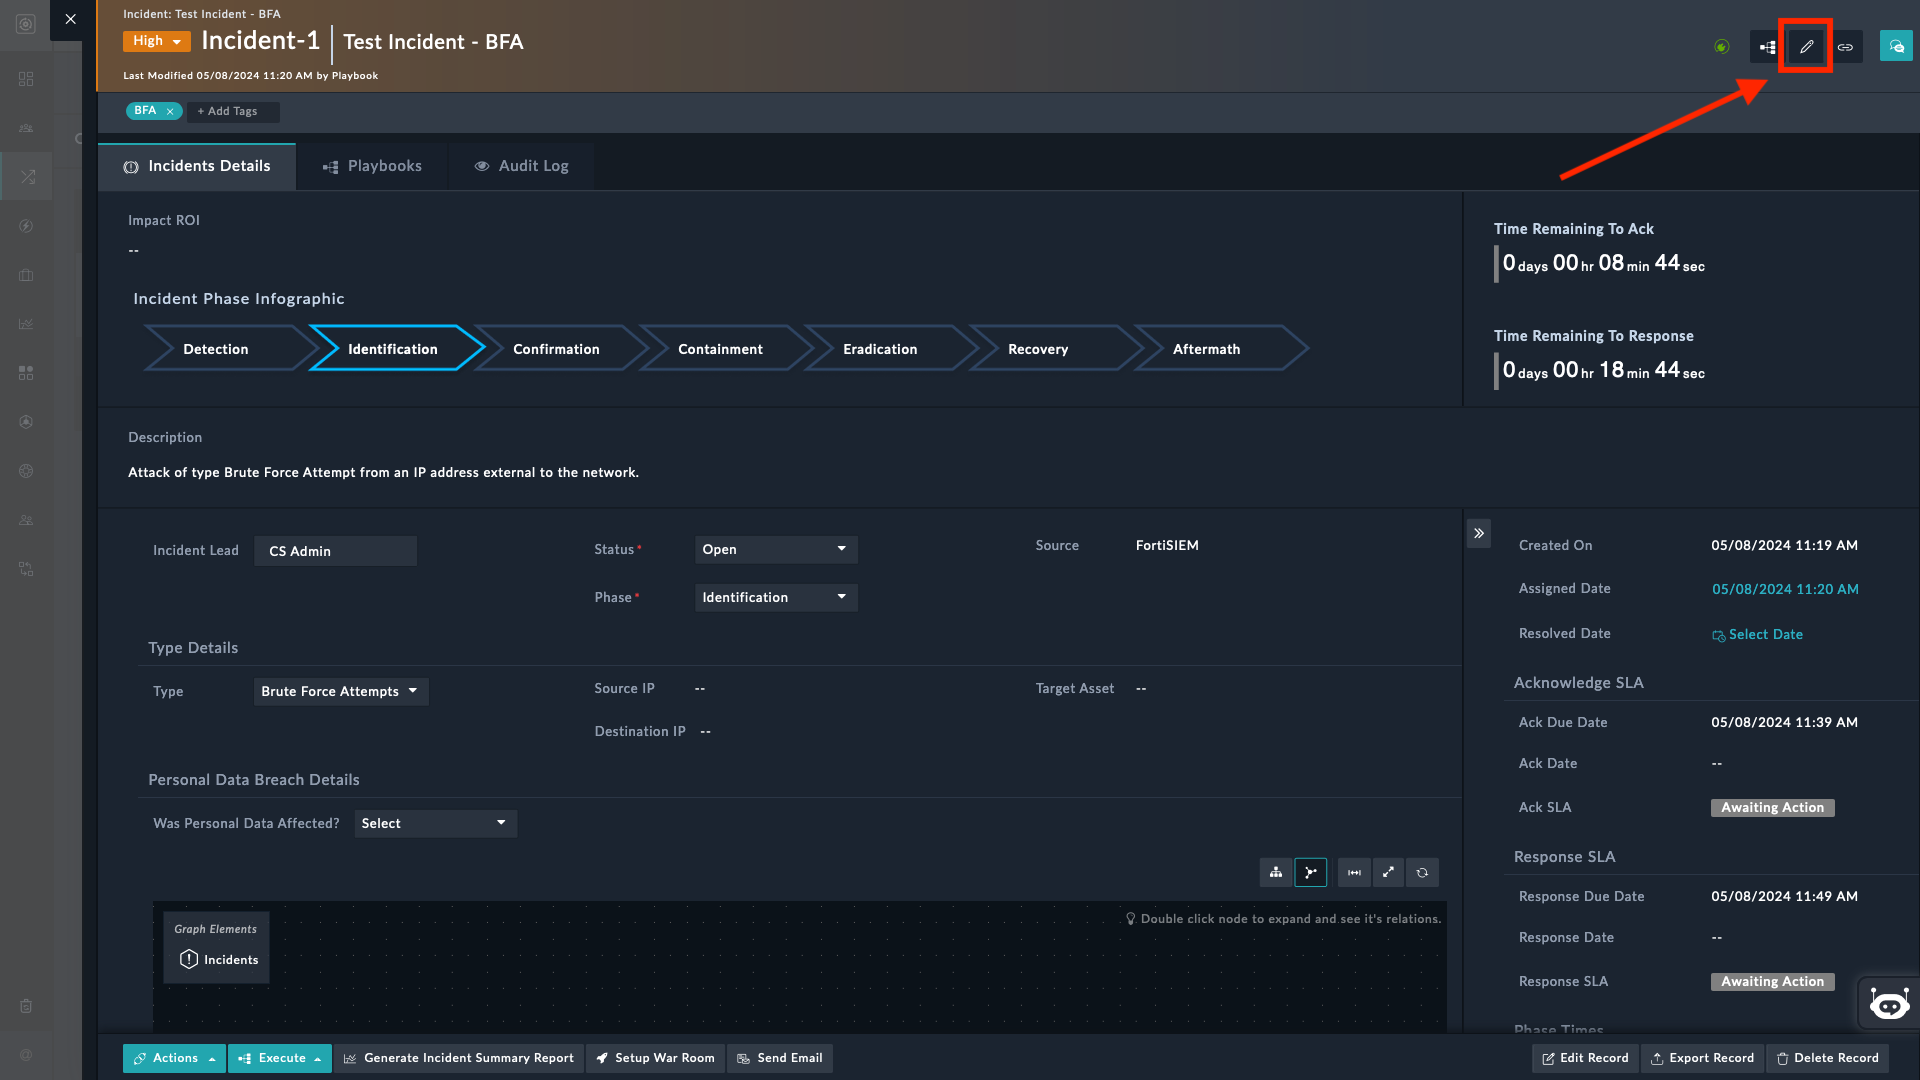 Incident: Test Incident - BFA
High Incident-1 Test Incident - BFA
Last Modified 05/08/2024 11:20 AM by Playbook
BFA × + Add Tags
Incidents Details Playbooks Audit Log
Impact ROI
--
Incident Phase Infographic
Detection Identification Confirmation Containment Eradication Recovery Aftermath
Time Remaining To Ack
0 days 00 hr 08 min 44 sec
Time Remaining To Response
0 days 00 hr 18 min 44 sec
Description
Attack of type Brute Force Attempt from an IP address external to the network.
Incident Lead CS Admin
Status* Open
Source FortiSIEM
Phase* Identification
Type Details
Type Brute Force Attempts
Source IP --
Target Asset --
Destination IP --
Personal Data Breach Details
Was Personal Data Affected? Select
Double click node to expand and see it's relations.
Graph Elements
Incidents
Created On 05/08/2024 11:19 AM
Assigned Date 05/08/2024 11:20 AM
Resolved Date Select Date
Acknowledge SLA
Ack Due Date 05/08/2024 11:39 AM
Ack Date --
Ack SLA Awaiting Action
Response SLA
Response Due Date 05/08/2024 11:49 AM
Response Date --
Response SLA Awaiting Action
Phase Times
Actions Execute Generate Incident Summary Report Setup War Room Send Email Edit Record Export Record Delete Record